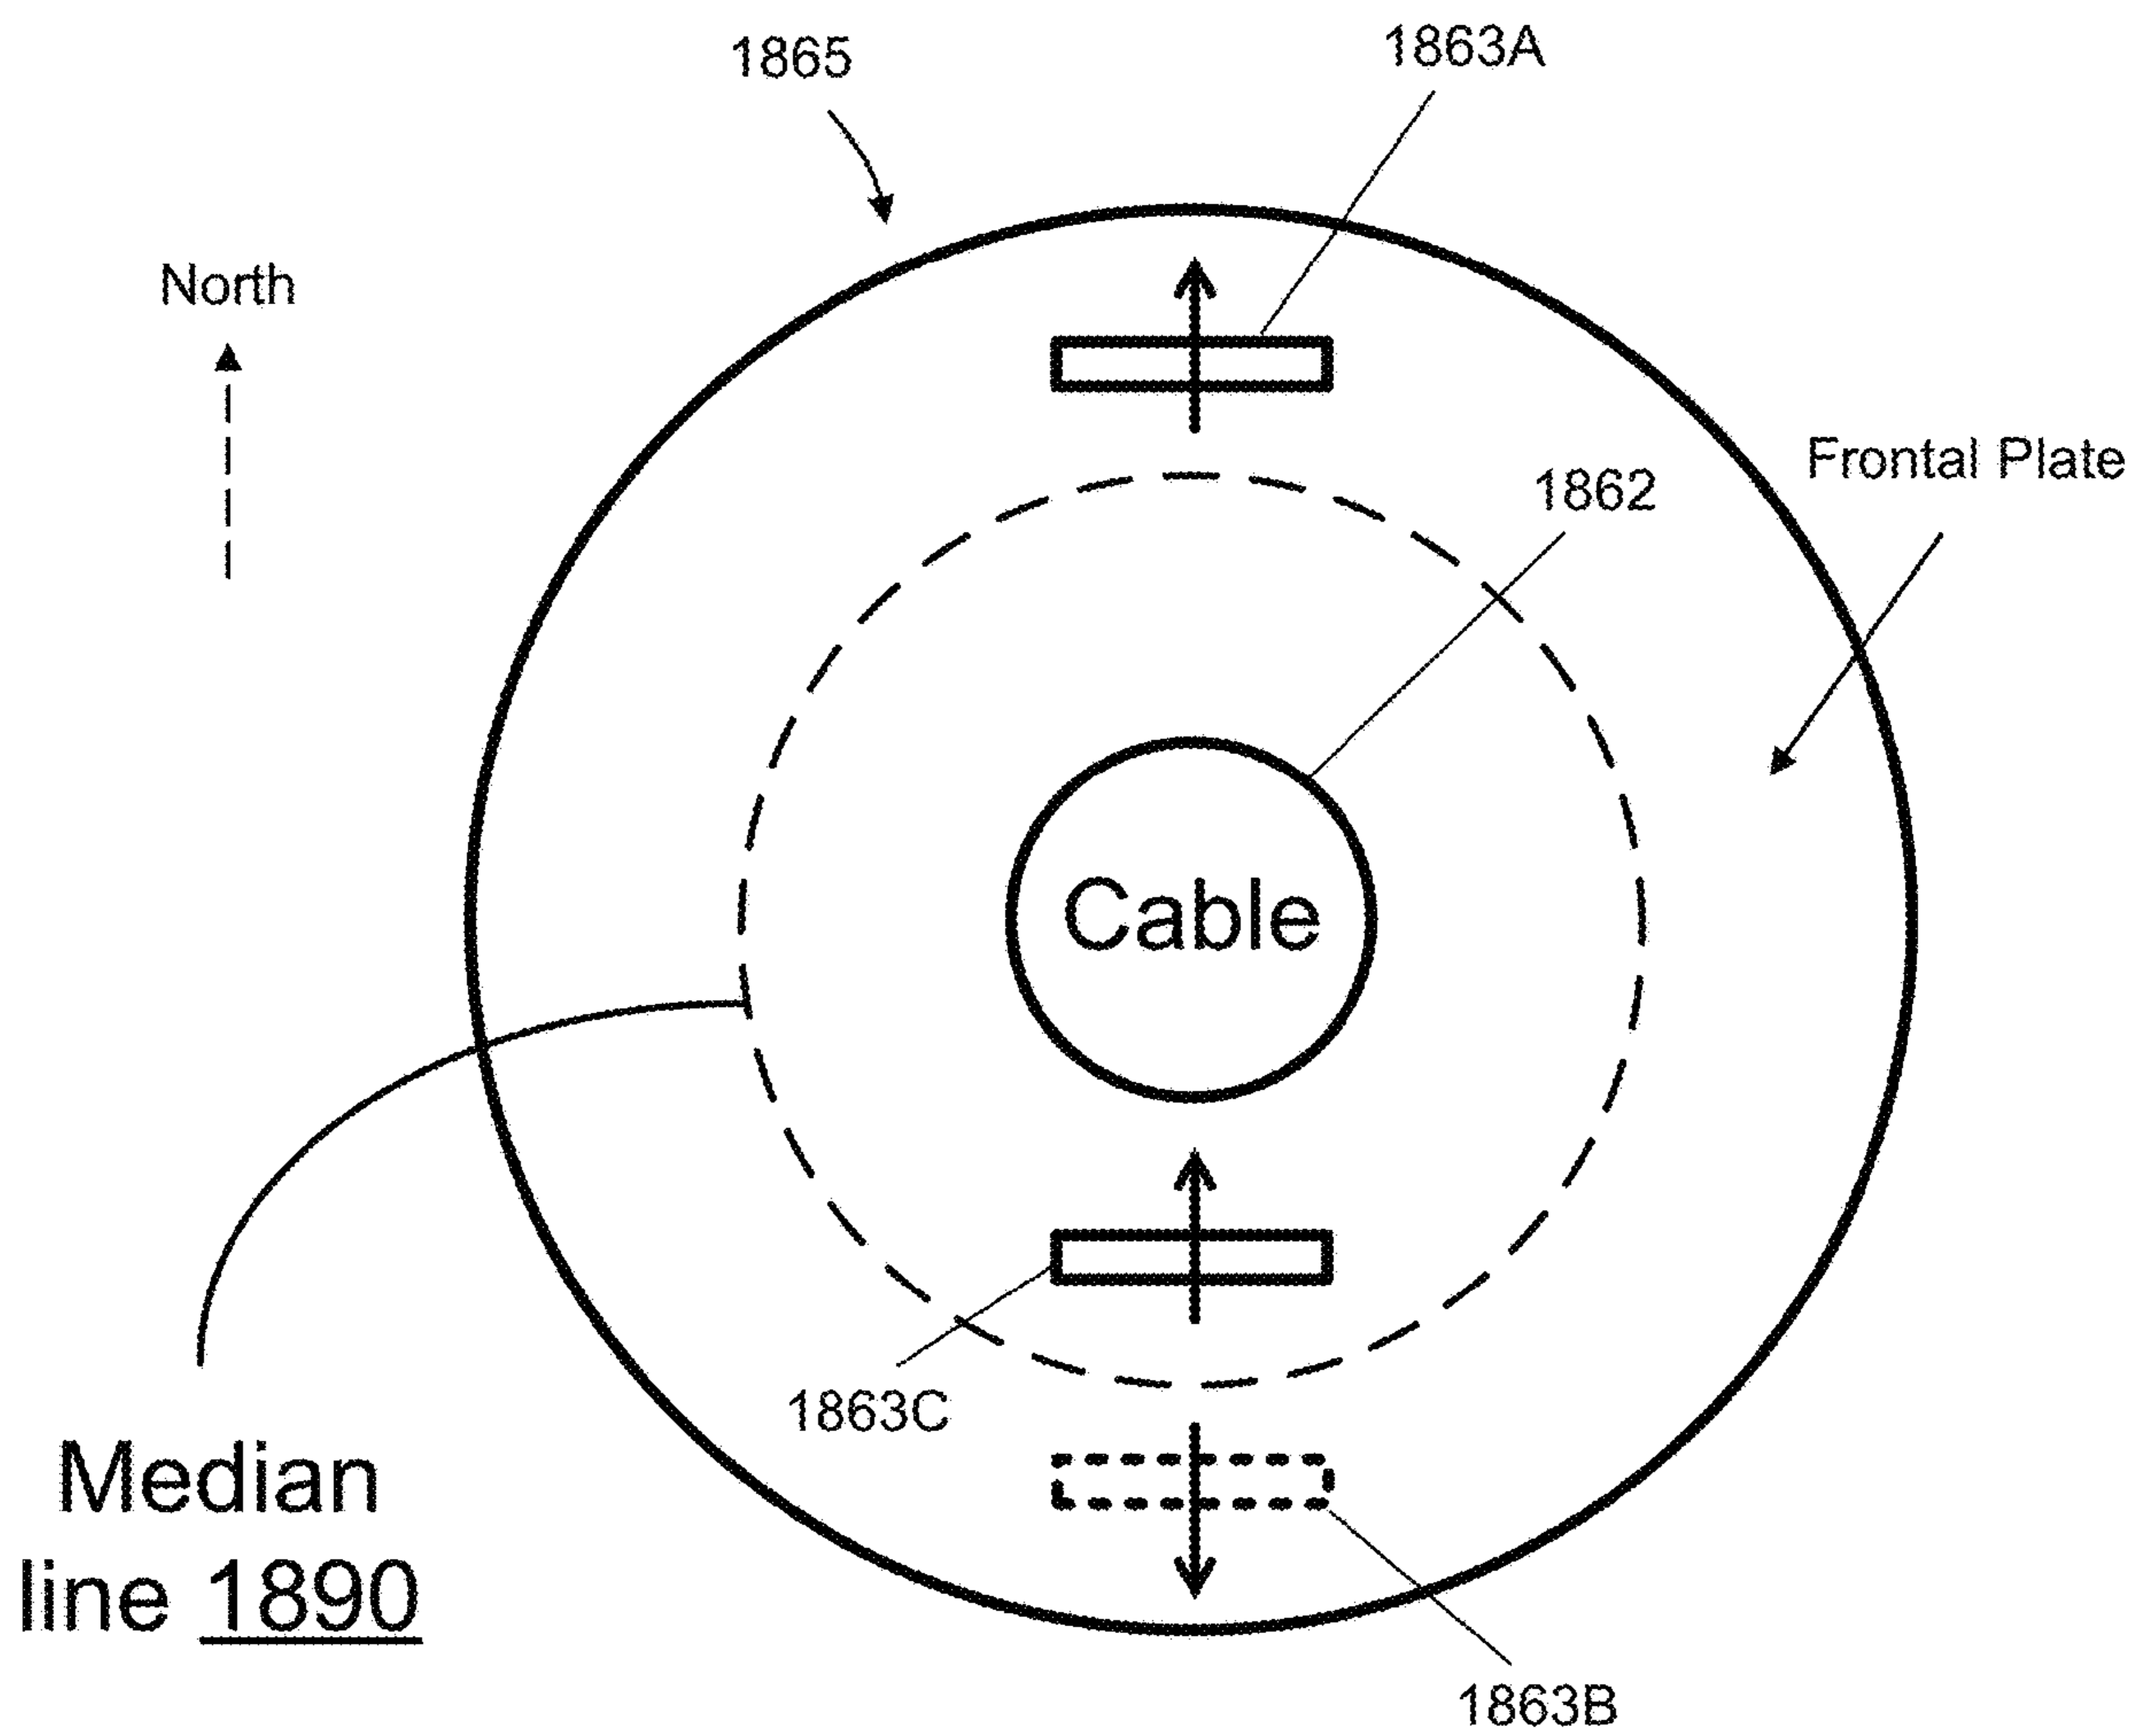 1863A
1865
North
Frontal Plate
1862
Cable
1863C
Median
line 1890
1863B